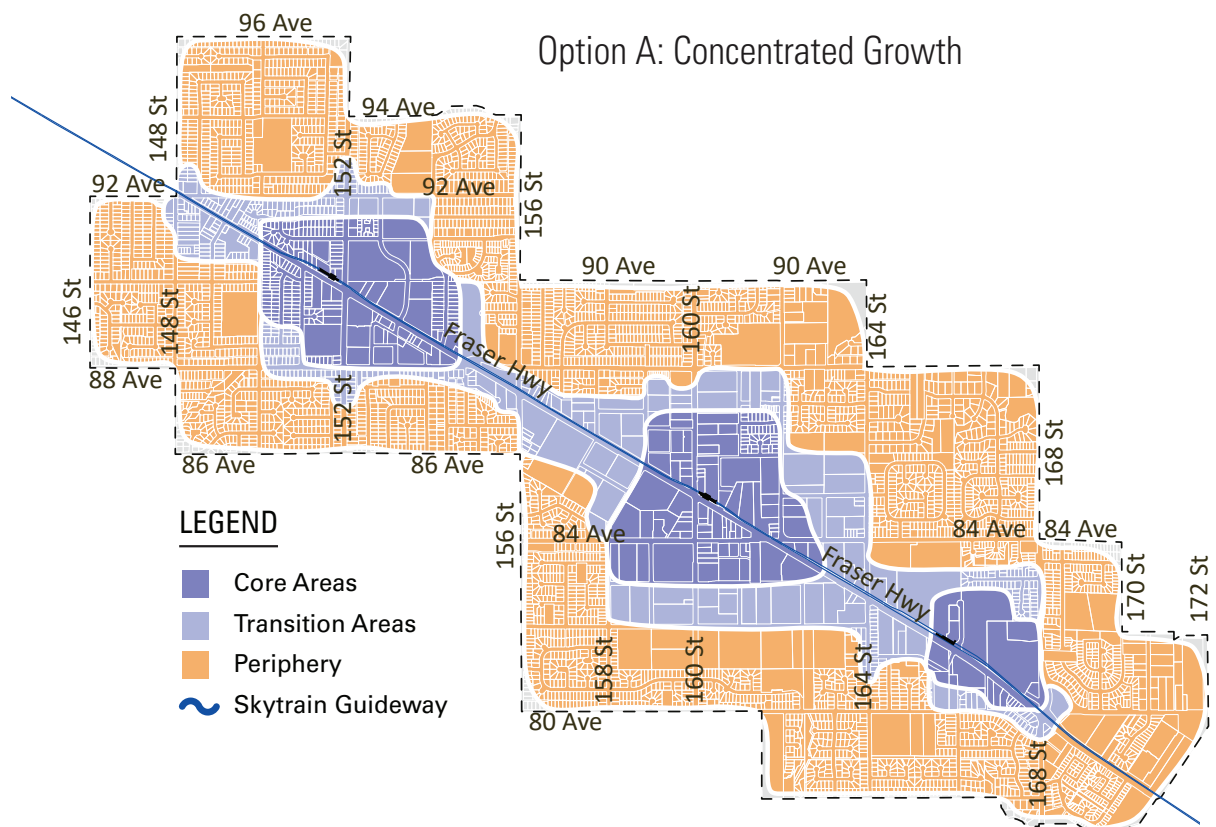 96 Ave
Option A: Concentrated Growth
94 Ave
148 St
152 St
92 Ave
92 Ave
156 St
90 Ave
90 Ave
146 St
148 St
160 St
164 St
Fraser Hwy
88 Ave
152 St
168 St
86 Ave
86 Ave
LEGEND
Core Areas
Transition Areas
Periphery
Skytrain Guideway
156 St
84 Ave
84 Ave
84 Ave
Fraser Hwy
170 St
172 St
158 St
160 St
164 St
80 Ave
168 St